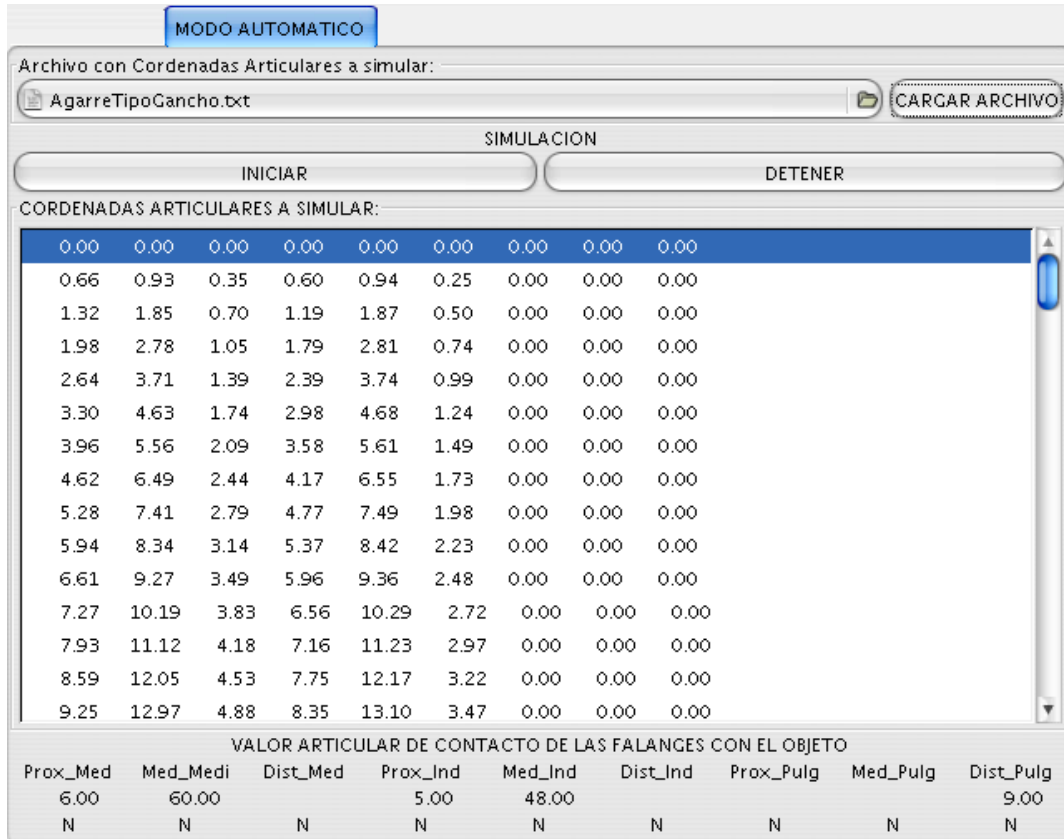 MODO AUTOMATICO
Archivo con Cordenadas Articulares a simular:
AgarreTipoGancho.txt CARGAR ARCHIVO
SIMULACION
INICIAR DETENER
CORDENADAS ARTICULARES A SIMULAR:
0.00 0.00 0.00 0.00 0.00 0.00 0.00 0.00 0.00
0.66 0.93 0.35 0.60 0.94 0.25 0.00 0.00 0.00
1.32 1.85 0.70 1.19 1.87 0.50 0.00 0.00 0.00
1.98 2.78 1.05 1.79 2.81 0.74 0.00 0.00 0.00
2.64 3.71 1.39 2.39 3.74 0.99 0.00 0.00 0.00
3.30 4.63 1.74 2.98 4.68 1.24 0.00 0.00 0.00
3.96 5.56 2.09 3.58 5.61 1.49 0.00 0.00 0.00
4.62 6.49 2.44 4.17 6.55 1.73 0.00 0.00 0.00
5.28 7.41 2.79 4.77 7.49 1.98 0.00 0.00 0.00
5.94 8.34 3.14 5.37 8.42 2.23 0.00 0.00 0.00
6.61 9.27 3.49 5.96 9.36 2.48 0.00 0.00 0.00
7.27 10.19 3.83 6.56 10.29 2.72 0.00 0.00 0.00
7.93 11.12 4.18 7.16 11.23 2.97 0.00 0.00 0.00
8.59 12.05 4.53 7.75 12.17 3.22 0.00 0.00 0.00
9.25 12.97 4.88 8.35 13.10 3.47 0.00 0.00 0.00
VALOR ARTICULAR DE CONTACTO DE LAS FALANGES CON EL OBJETO
Prox_Med Med_Medi Dist_Med Prox_Ind Med_Ind Dist_Ind Prox_Pulg Med_Pulg Dist_Pulg
6.00 60.00 5.00 48.00 9.00
N N N N N N N N N